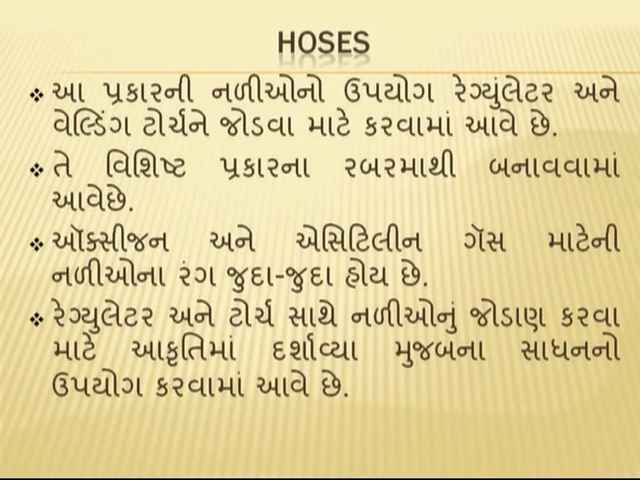 HOSES
❖ આ પ્રકારની નળીઓનો ઉપયોગ રેગ્યુંલેટર અને
વેલ્ડિંગ ટોર્ચને જોડવા માટે કરવામાં આવે છે.
❖ તે વિશિષ્ટ પ્રકારના રબરમાથી બનાવવામાં
આવેછે.
❖ ઑક્સીજન અને એસિટિલીન ગૅસ માટેની
નળીઓના રંગ જુદા-જુદા હોય છે.
❖ રેગ્યુલેટર અને ટોર્ચ સાથે નળીઓનું જોડાણ કરવા
માટે આકૃતિમાં દર્શાવ્યા મુજબના સાધનનો
ઉપયોગ કરવામાં આવે છે.